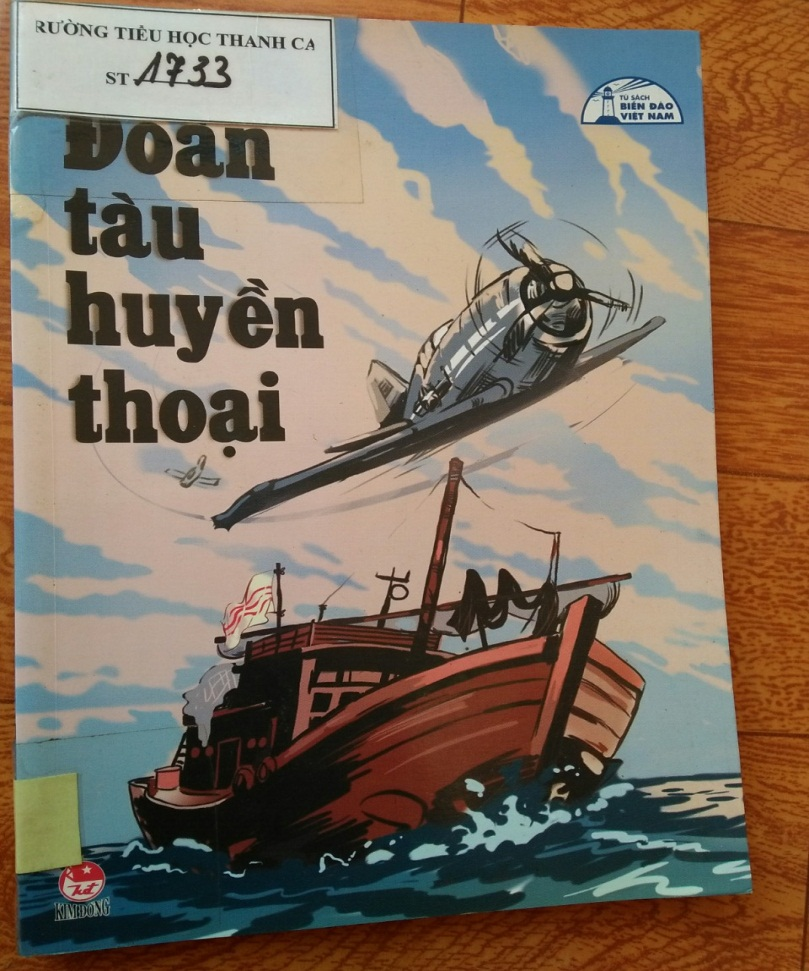 RƯỜNG TIỂU HỌC THANH CA
ST 1733
Đoàn
tàu
huyền
thoại
TỦ SÁCH
BIỂN ĐẢO
VIỆT NAM
KIM ĐỒNG